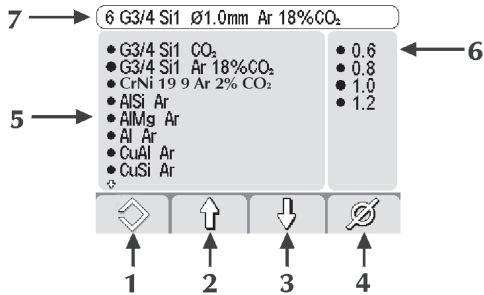 7
6 G3/4 Si1 Ø1.0mm Ar 18%CO₂
5
● G3/4 Si1 CO₂
● G3/4 Si1 Ar 18%CO₂
● CrNi 19 9 Ar 2% CO₂
● AlSi Ar
● AlMg Ar
● Al Ar
● CuAl Ar
● CuSi Ar
● 0.6
● 0.8
● 1.0
● 1.2
6
1 2 3 4